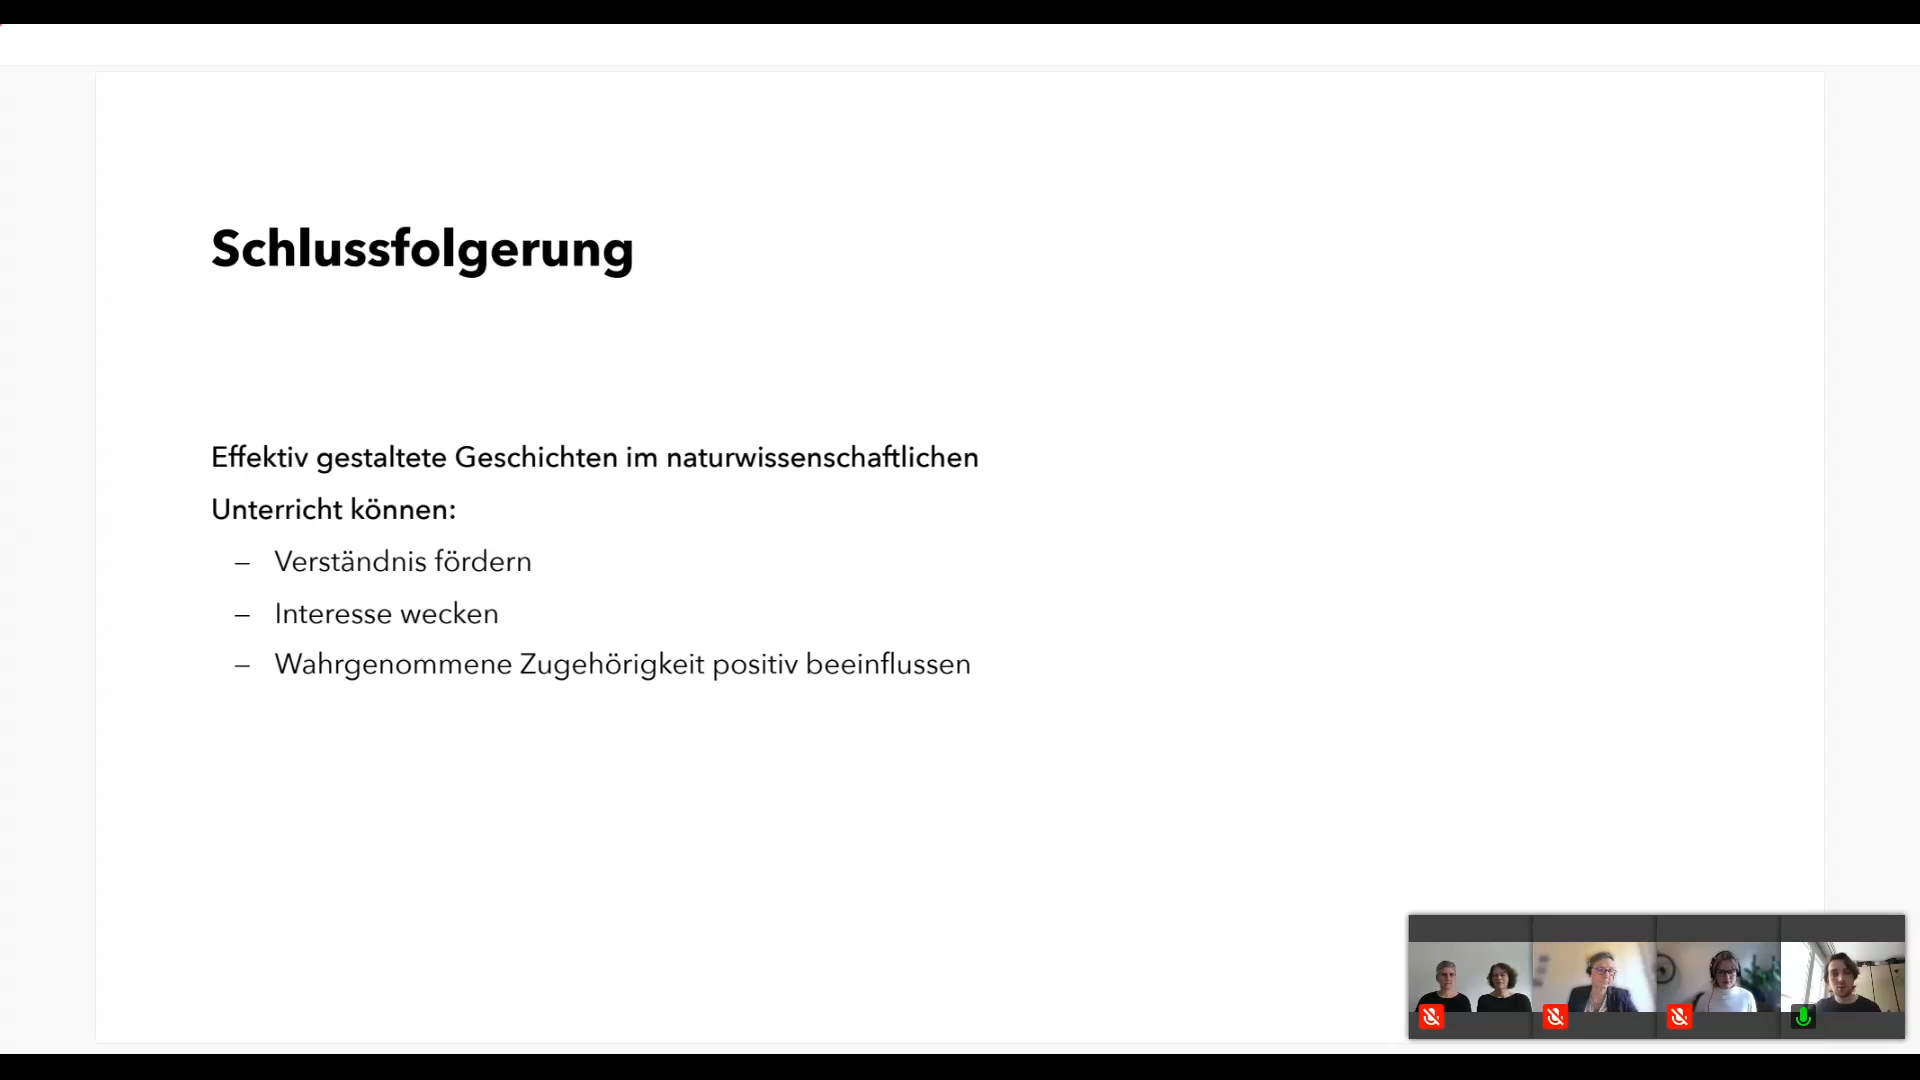 Schlussfolgerung
Effektiv gestaltete Geschichten im naturwissenschaftlichen
Unterricht können:
– Verständnis fördern
– Interesse wecken
– Wahrgenommene Zugehörigkeit positiv beeinflussen